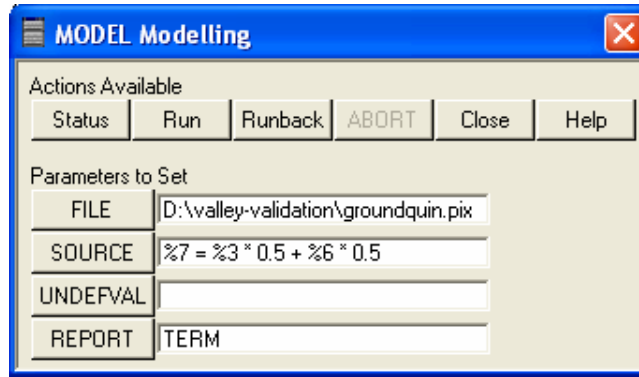 MODEL Modelling
Actions Available
Status Run Runback ABORT Close Help
Parameters to Set
FILE D:\valley-validation\groundquin.pix
SOURCE %7 = %3 * 0.5 + %6 * 0.5
UNDEFVAL
REPORT TERM